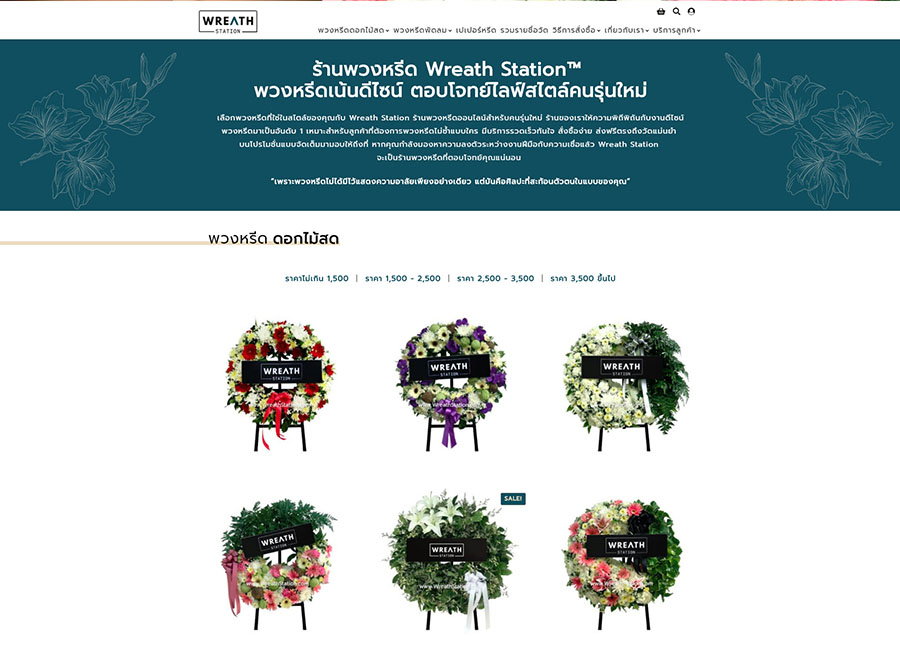 WREATH
STATION
พวงหรีดดอกไม้สด พวงหรีดพัดลม เปเปอร์หรีด รวมรายชื่อวัด วิธีการสั่งซื้อ เกี่ยวกับเรา บริการลูกค้า
ร้านพวงหรีด Wreath Station™
พวงหรีดเน้นดีไซน์ ตอบโจทย์ไลฟ์สไตล์คนรุ่นใหม่
เลือกพวงหรีดที่ใช่ในสไตล์ของคุณกับ Wreath Station ร้านพวงหรีดออนไลน์สำหรับคนรุ่นใหม่ ร้านของเราให้ความพิถีพิถันกับงานดีไซน์
พวงหรีดมาเป็นอันดับ 1 เหมาะสำหรับลูกค้าที่ต้องการพวงหรีดไม่ซ้ำแบบใคร มีบริการรวดเร็วทันใจ สั่งซื้อง่าย ส่งฟรีตรงถึงวัดแม่นยำ
บนโปรโมชั่นแบบจัดเต็มมามอบให้ถึงที่ หากคุณกำลังมองหาความลงตัวระหว่างงานฝีมือกับความเชื่อแล้ว Wreath Station
จะเป็นร้านพวงหรีดที่ตอบโจทย์คุณแน่นอน
“เพราะพวงหรีดไม่ได้มีไว้แสดงความอาลัยเพียงอย่างเดียว แต่มันคือศิลปะที่สะท้อนตัวตนในแบบของคุณ”
พวงหรีด ดอกไม้สด
ราคาไม่เกิน 1,500 | ราคา 1,500 - 2,500 | ราคา 2,500 - 3,500 | ราคา 3,500 ขึ้นไป
WREATH
STATION
WREATH
STATION
WREATH
STATION
SALE!
WREATH
STATION
WREATH
STATION
WREATH
STATION